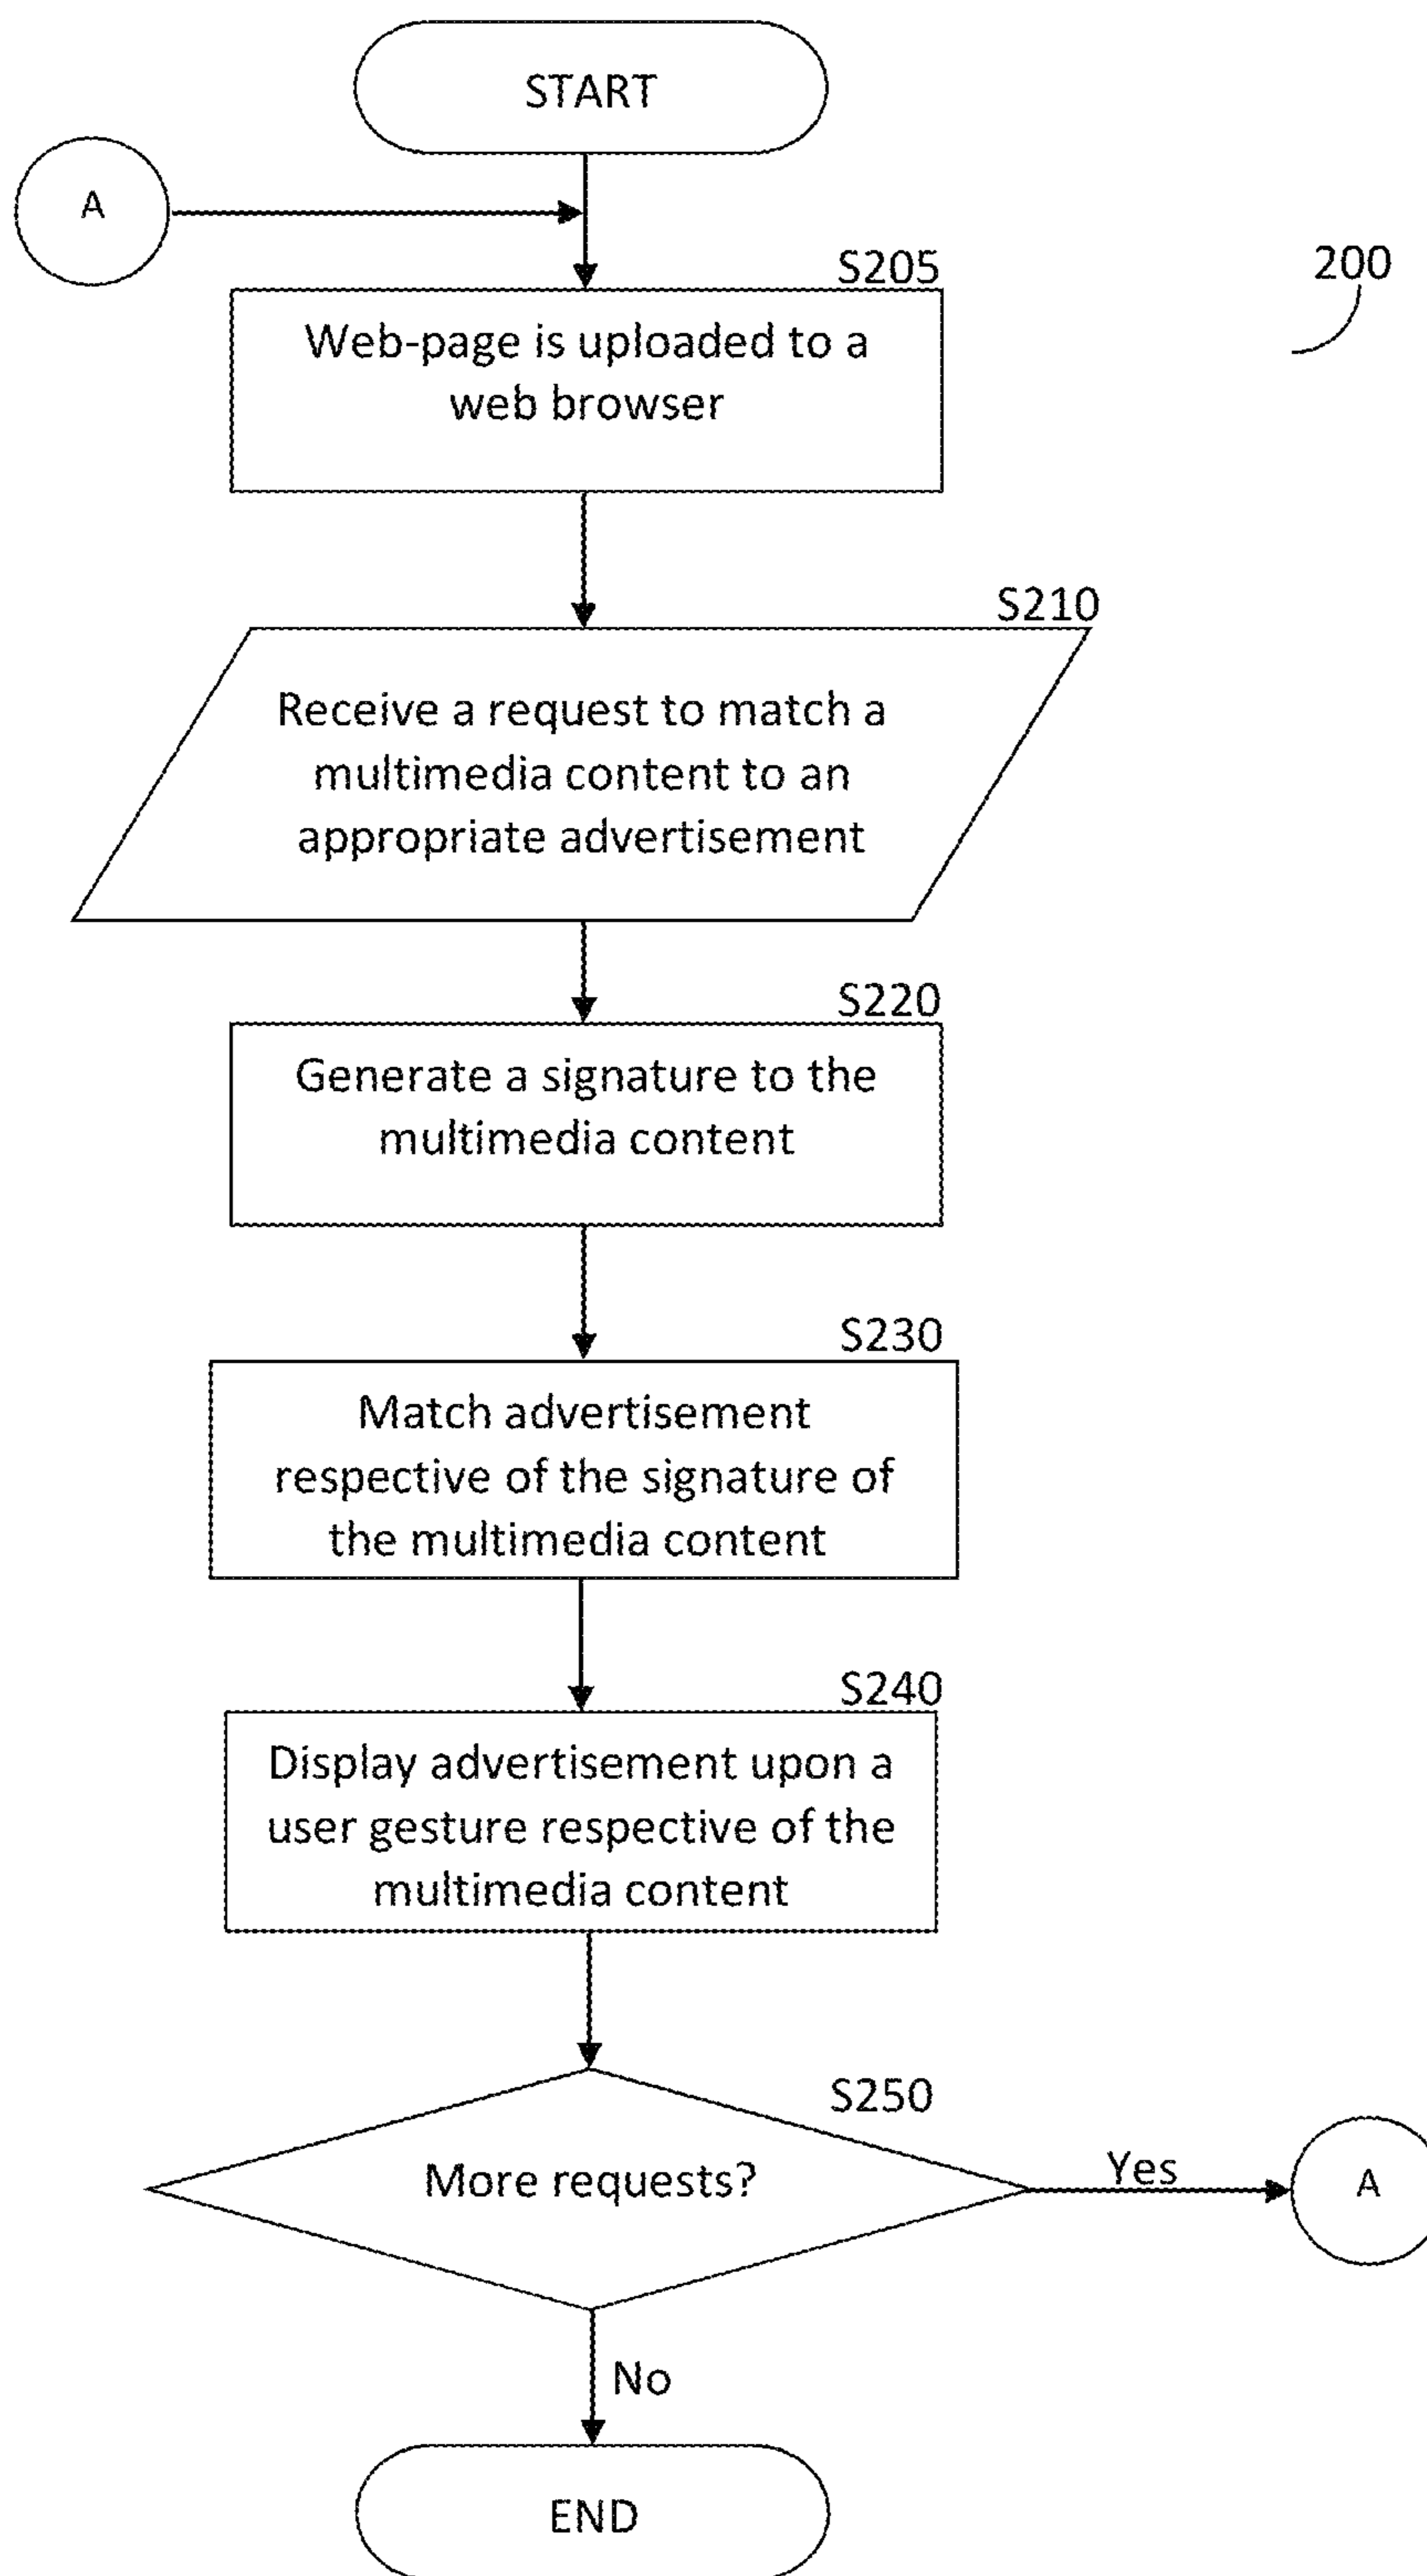 START
A
S205
200
Web-page is uploaded to a
web browser
S210
Receive a request to match a
multimedia content to an
appropriate advertisement
S220
Generate a signature to the
multimedia content
S230
Match advertisement
respective of the signature of
the multimedia content
S240
Display advertisement upon a
user gesture respective of the
multimedia content
S250
More requests?
Yes
A
No
END